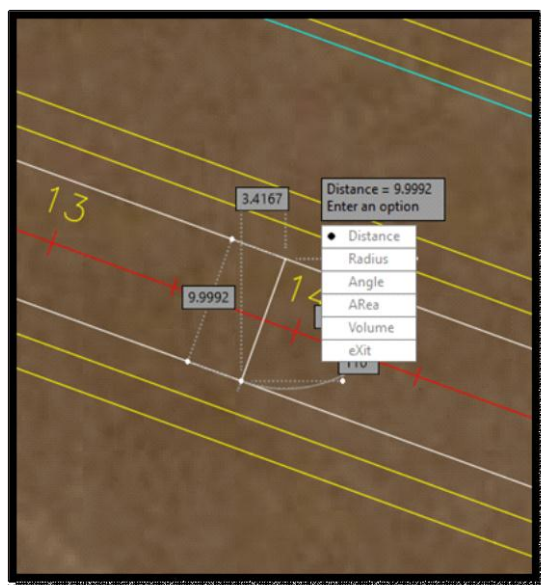 13
3.4167
Distance = 9.9992
Enter an option
Distance
Radius
Angle
ARea
Volume
eXit
9.9992